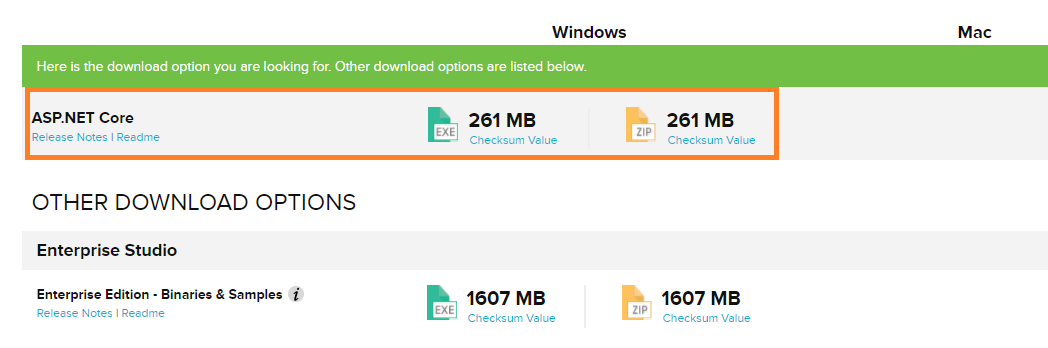 Windows Mac
Here is the download option you are looking for. Other download options are listed below.
ASP.NET Core EXE 261 MB ZIP 261 MB
Release Notes | Readme Checksum Value Checksum Value
OTHER DOWNLOAD OPTIONS
Enterprise Studio
Enterprise Edition - Binaries & Samples i EXE 1607 MB ZIP 1607 MB
Release Notes | Readme Checksum Value Checksum Value